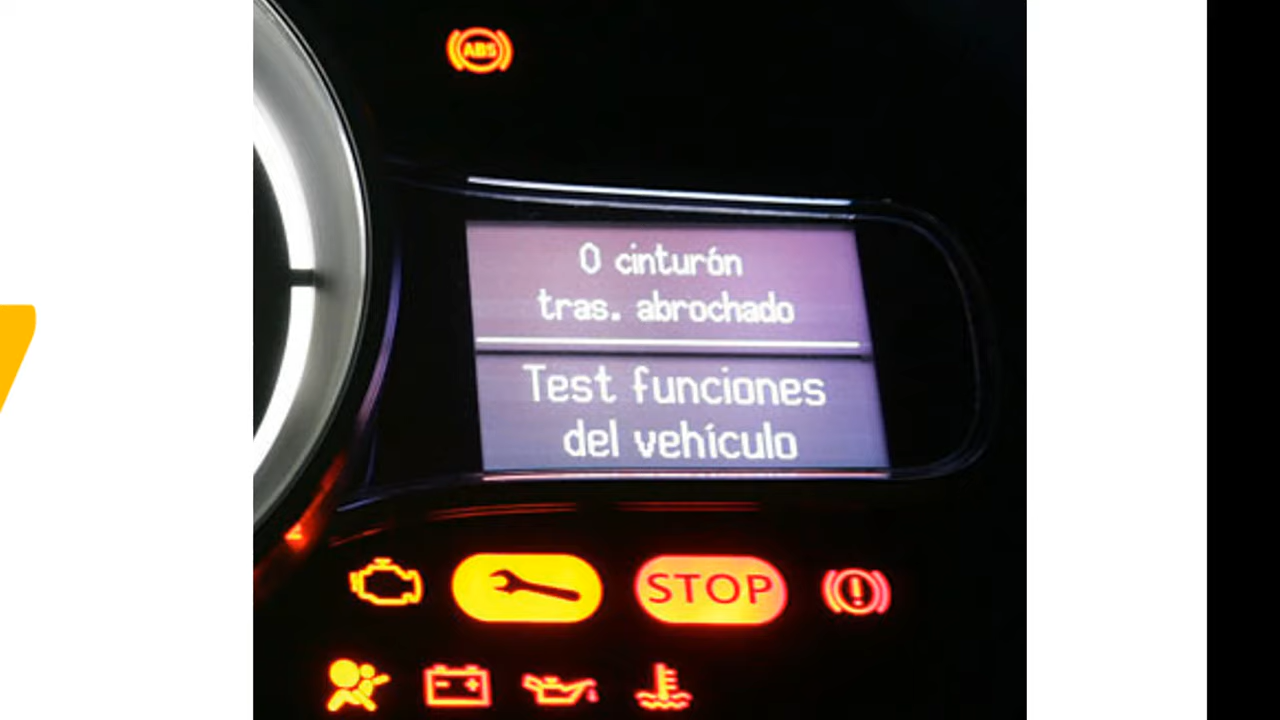 ABS
0 cinturón
tras. abrochado
Test funciones
del vehículo
STOP